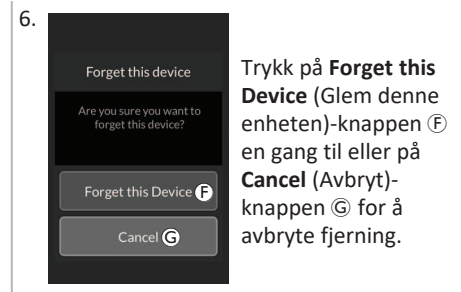 6.
Forget this device
Are you sure you want to
forget this device?
Forget this Device Ⓕ
Cancel Ⓖ
Trykk på Forget this
Device (Glem denne
enheten)-knappen Ⓕ
en gang til eller på
Cancel (Avbryt)-
knappen Ⓖ for å
avbryte fjerning.